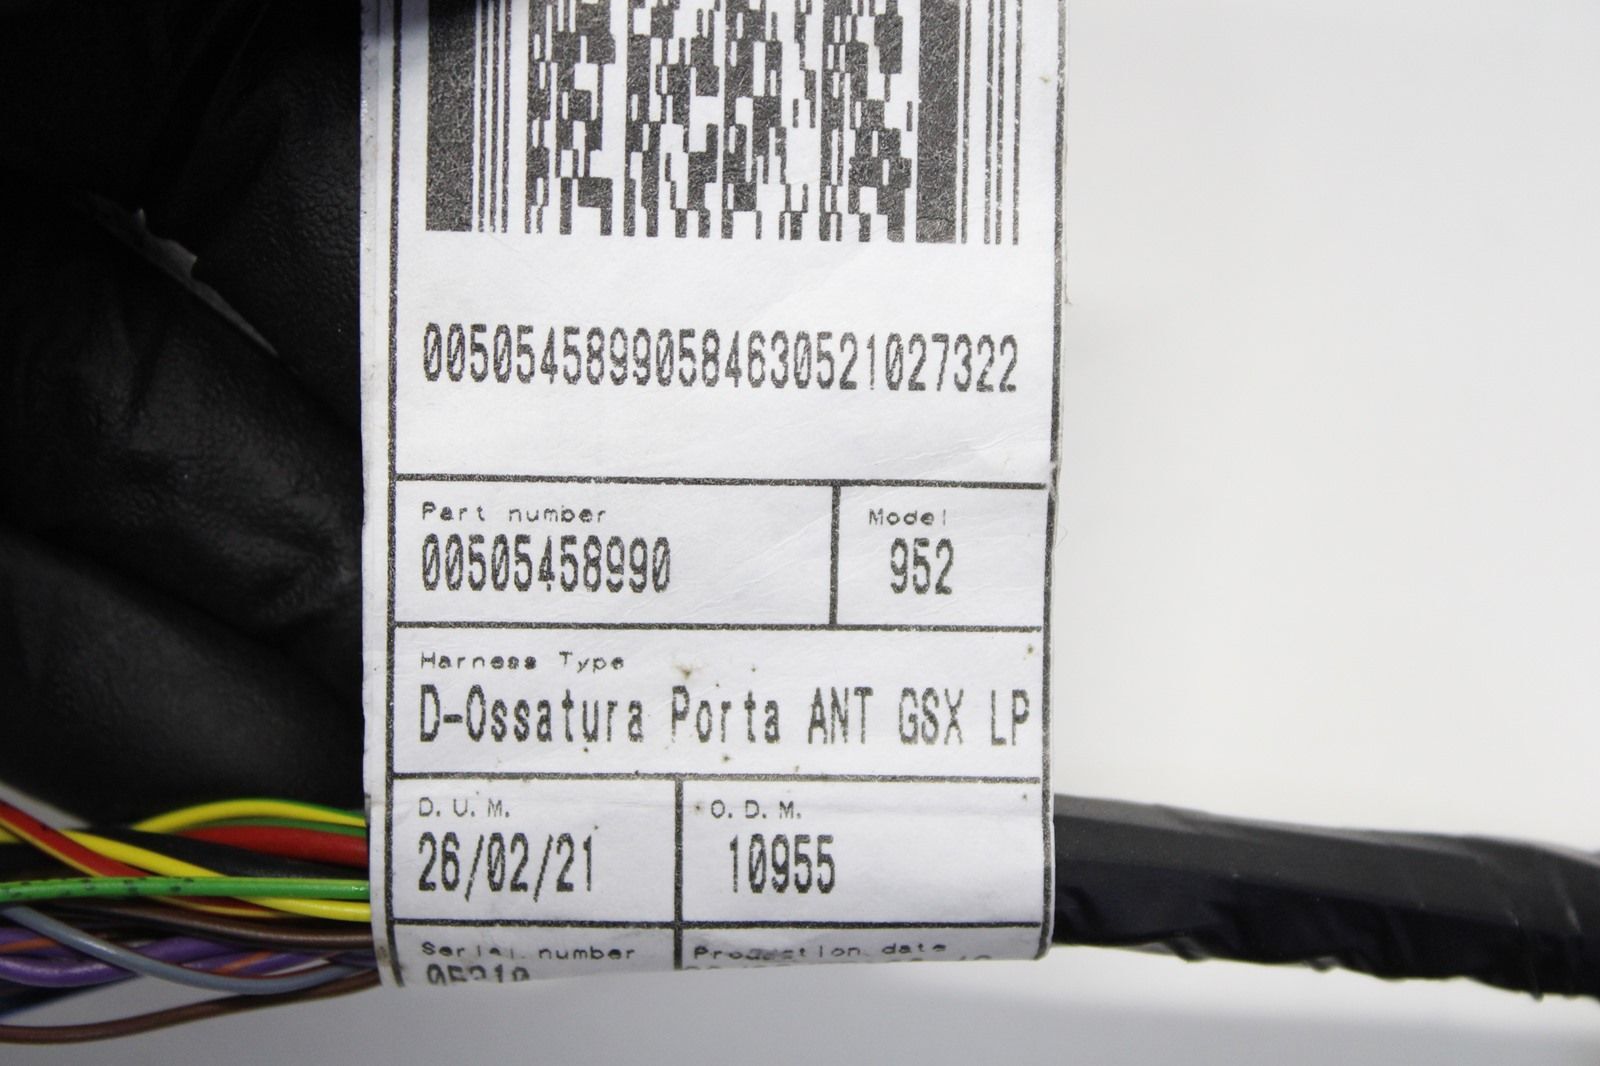 00505458990584630521027322
Part number Model
00505458990 952
Harness Type
D-Ossatura Porta ANT GSX LP
D.U.M. O.D.M.
26/02/21 10955
Serial number Production date